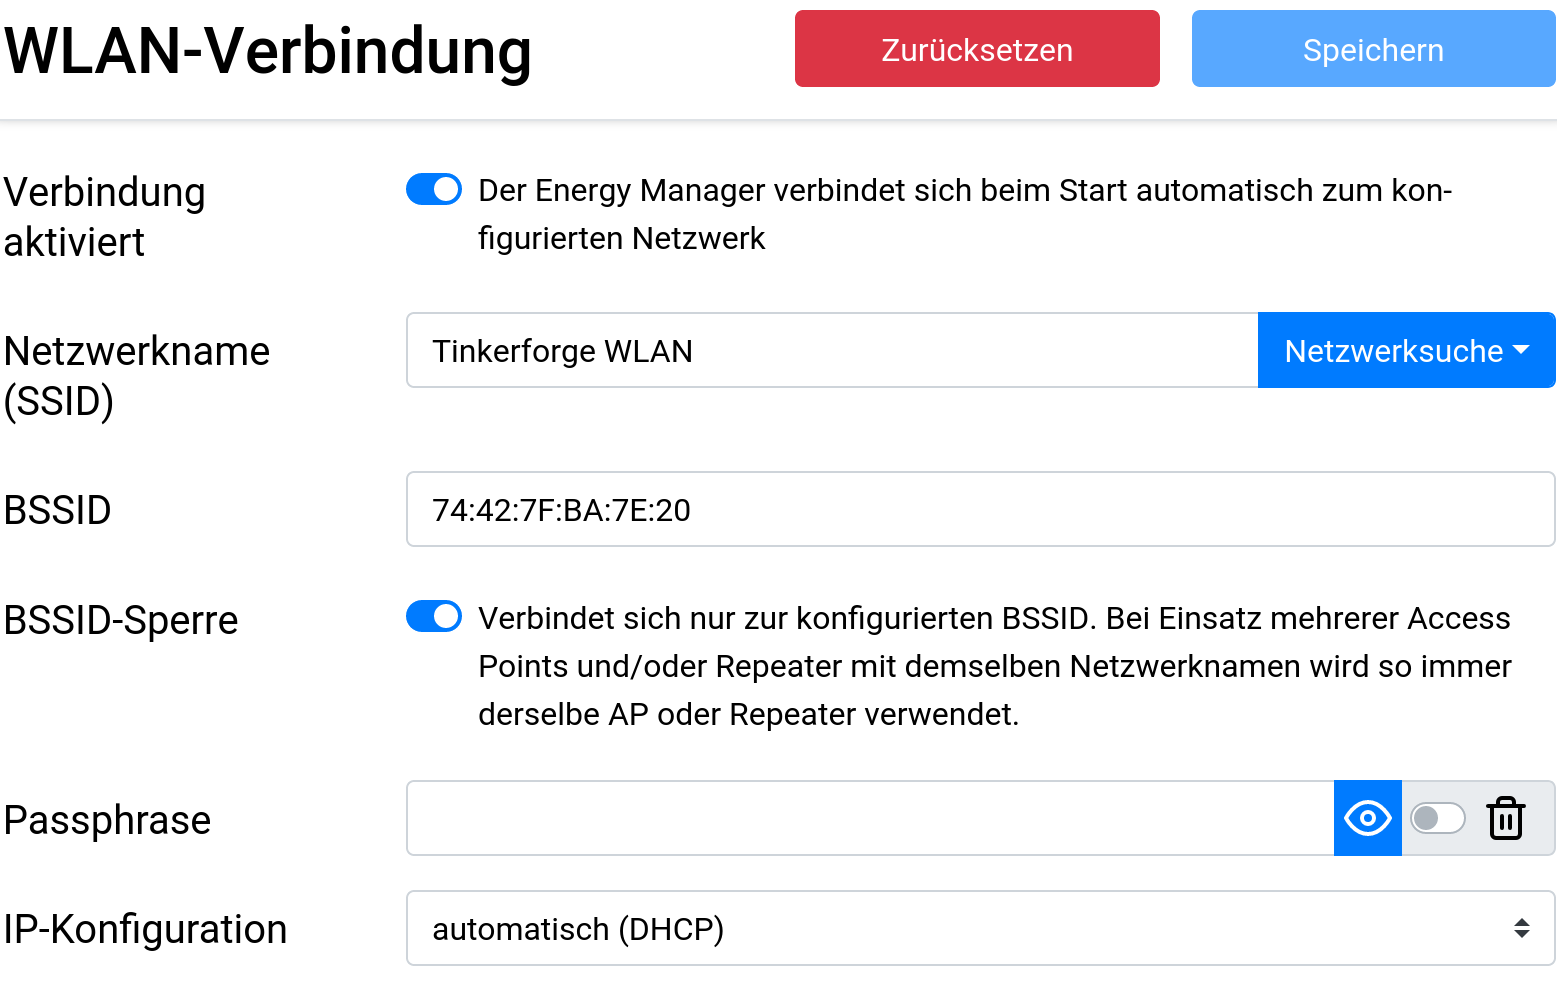 WLAN-Verbindung
Zurücksetzen
Speichern
Verbindung
aktiviert
Der Energy Manager verbindet sich beim Start automatisch zum kon-
figurierten Netzwerk
Netzwerkname
(SSID)
Tinkerforge WLAN
Netzwerksuche
BSSID
74:42:7F:BA:7E:20
BSSID-Sperre
Verbindet sich nur zur konfigurierten BSSID. Bei Einsatz mehrerer Access
Points und/oder Repeater mit demselben Netzwerknamen wird so immer
derselbe AP oder Repeater verwendet.
Passphrase
IP-Konfiguration
automatisch (DHCP)